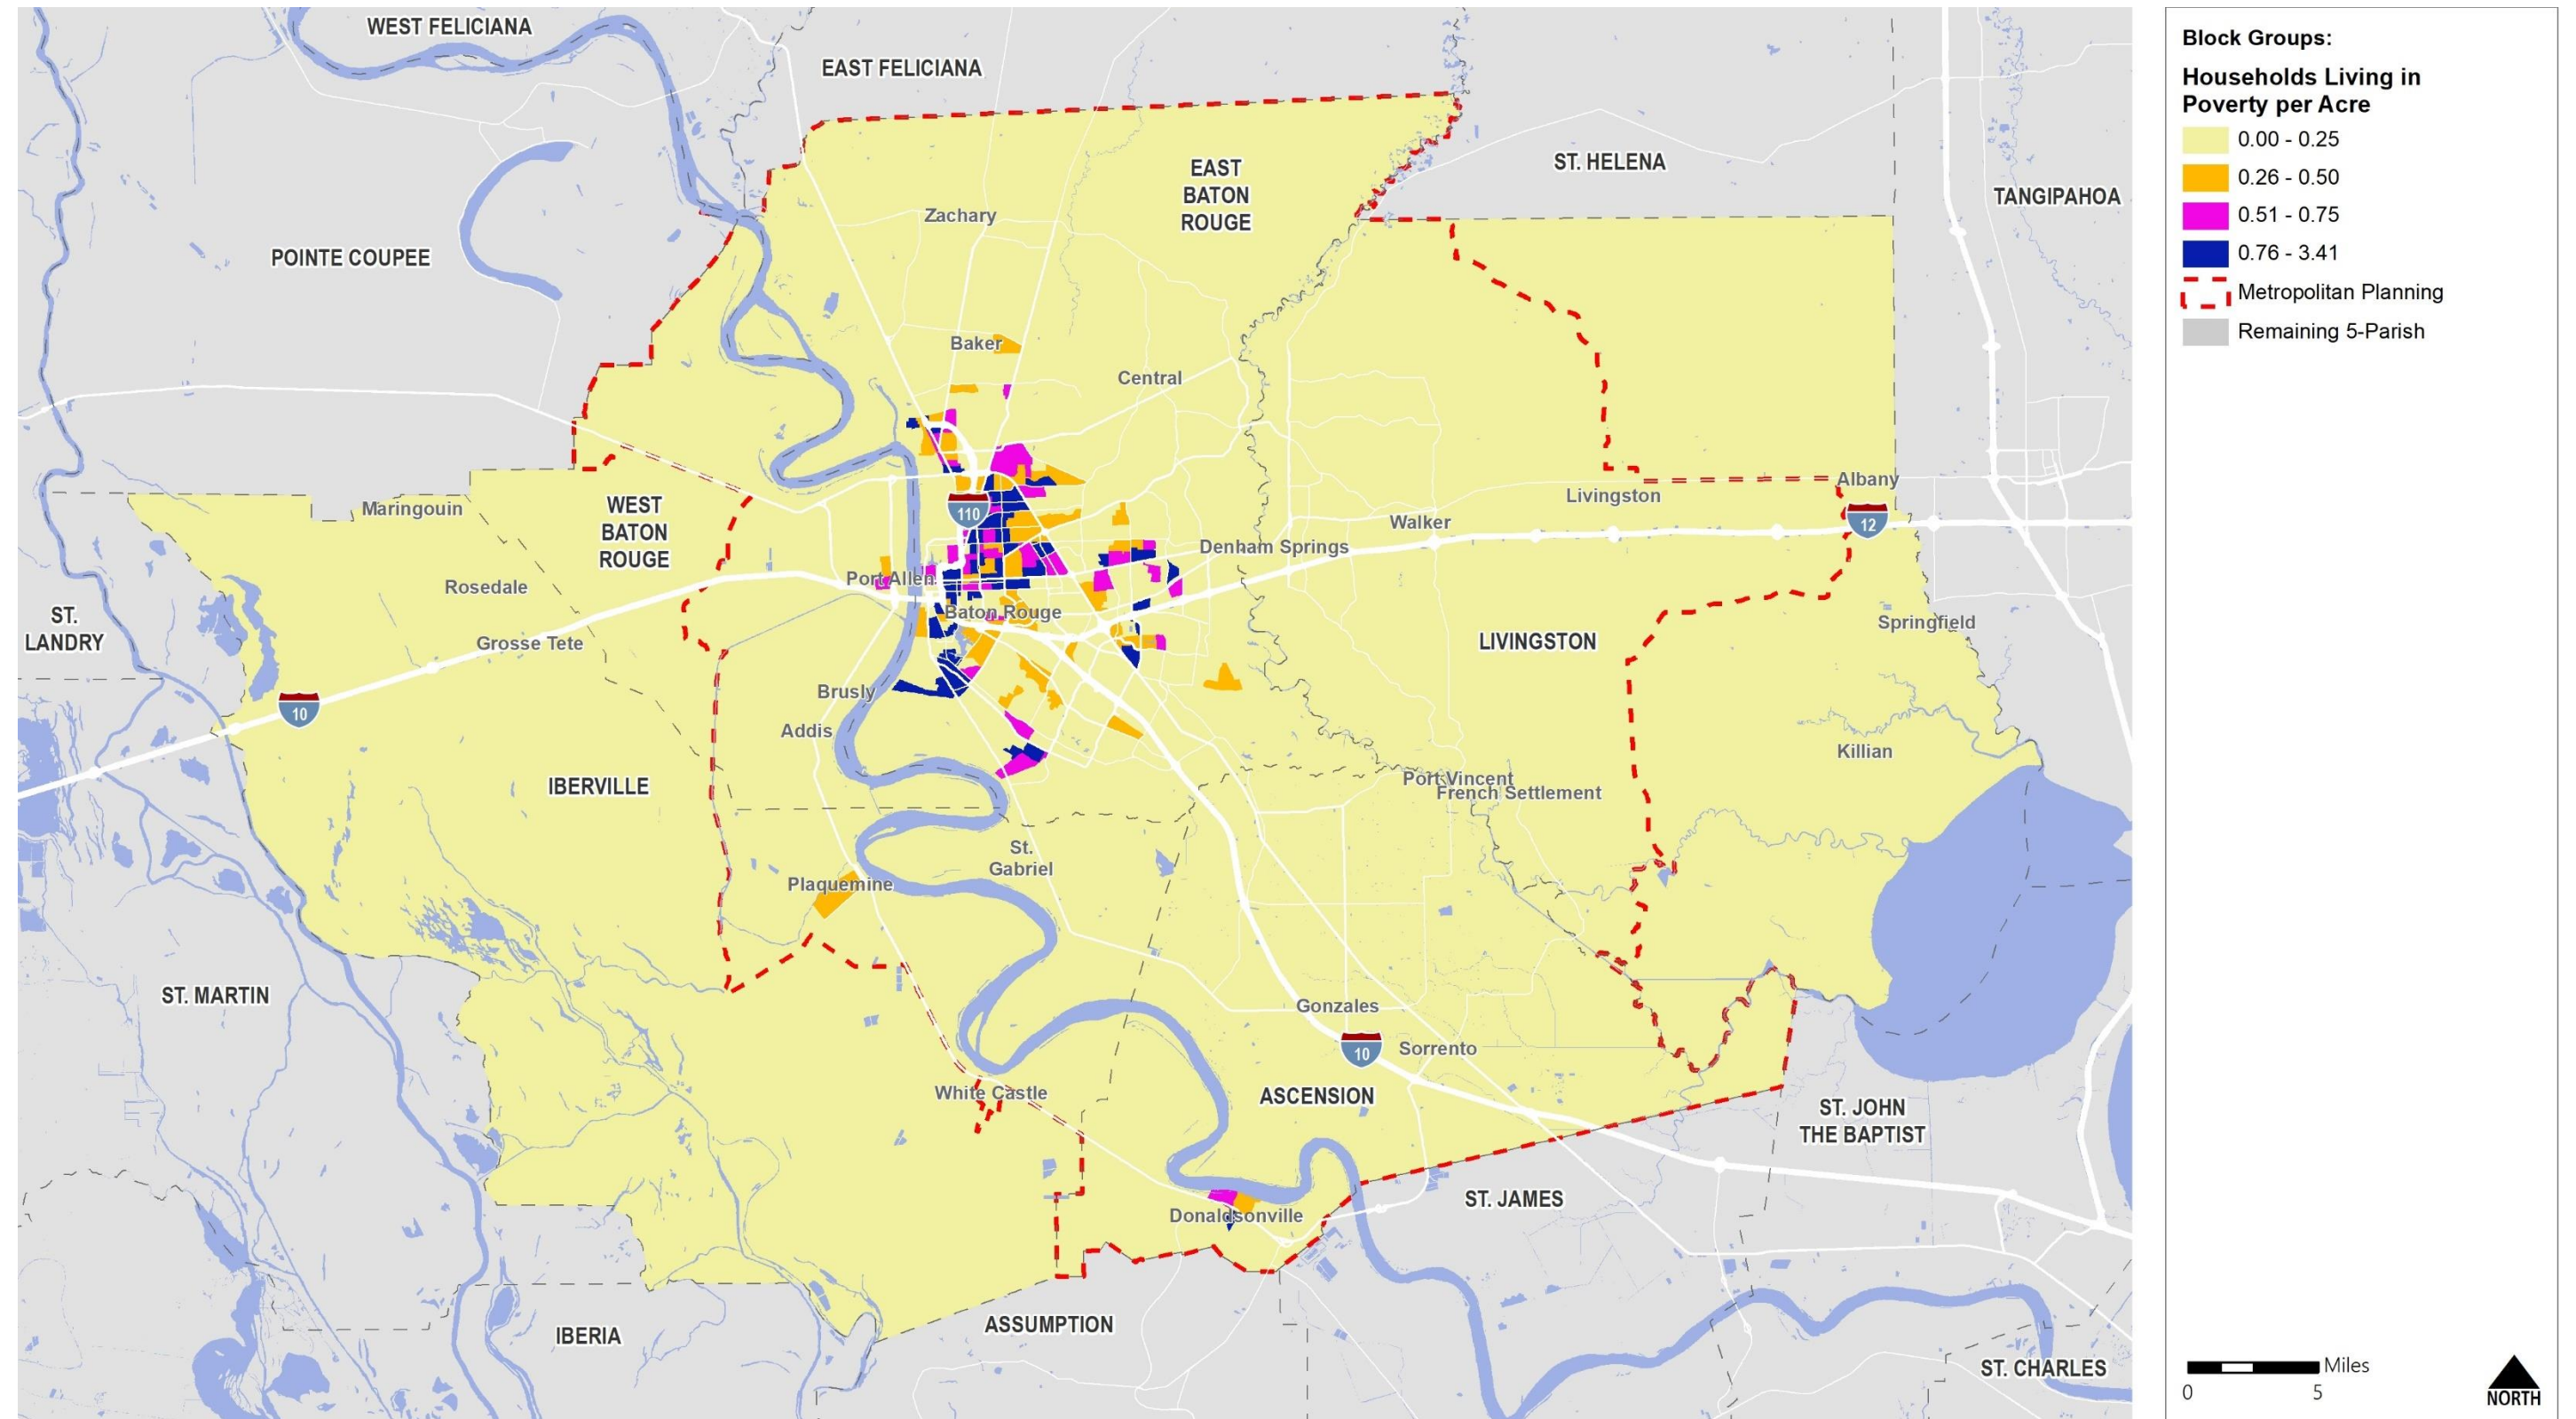 WEST FELICIANA
EAST FELICIANA
EAST
BATON
ROUGE
ST. HELENA
TANGIPAHOA
Zachary
POINTE COUPEE
Baker
Central
Maringouin
WEST
BATON
ROUGE
110
Livingston
Albany
12
Walker
Denham Springs
Rosedale
Port Allen
Baton Rouge
ST.
LANDRY
Grosse Tete
LIVINGSTON
Springfield
10
Brusly
Addis
Killian
IBERVILLE
Port Vincent
French Settlement
St.
Gabriel
Plaquemine
ST. MARTIN
Gonzales
10
Sorrento
White Castle
ASCENSION
ST. JOHN
THE BAPTIST
ST. JAMES
Donaldsonville
ASSUMPTION
IBERIA
ST. CHARLES
Block Groups:
Households Living in
Poverty per Acre
0.00 - 0.25
0.26 - 0.50
0.51 - 0.75
0.76 - 3.41
Metropolitan Planning
Remaining 5-Parish
Miles
0 5
NORTH